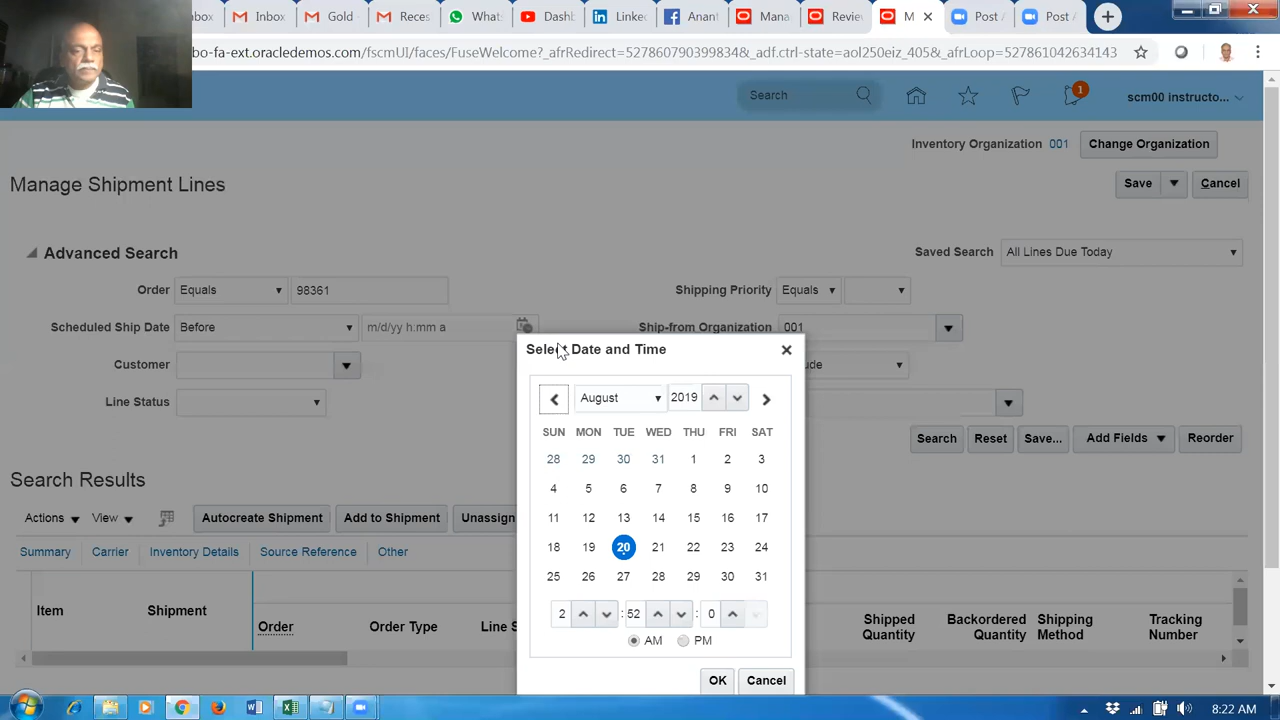 box
Inbox
Gold
Reces
What
Dashb
Linke
Anant
Mana
Revie
M
Post /
Post /
bo-fa-ext.oracledemos.com/fscmUI/faces/FuseWelcome?_afrRedirect=527860790399834&_adf.ctrl-state=aol250eiz_405&_afrLoop=527861042634143
Search
1
scm00 instructo...
Inventory Organization 001 Change Organization
Manage Shipment Lines
Save Cancel
Advanced Search
Saved Search All Lines Due Today
Order Equals 98361
Shipping Priority Equals
Scheduled Ship Date Before m/d/yy h.mm a
Ship-from Organization 001
Customer
ude
Line Status
Select Date and Time
August 2019
SUN MON TUE WED THU FRI SAT
28 29 30 31 1 2 3
4 5 6 7 8 9 10
11 12 13 14 15 16 17
18 19 20 21 22 23 24
25 26 27 28 29 30 31
2 : 52 : 0
AM PM
OK Cancel
Search Reset Save... Add Fields Reorder
Search Results
Actions View Autocreate Shipment Add to Shipment Unassign
Summary Carrier Inventory Details Source Reference Other
Item Shipment Order Order Type Line S Shipped Quantity Backordered Quantity Shipping Method Tracking Number
8:22 AM